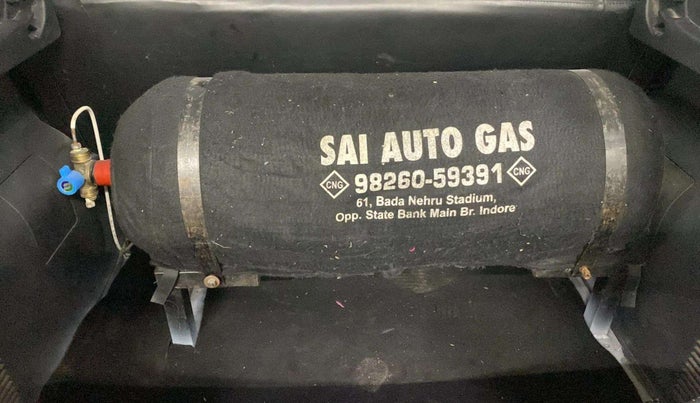 SAI AUTO GAS
CNG 98260-59391 CNG
61, Bada Nehru Stadium,
Opp. State Bank Main Br. Indore